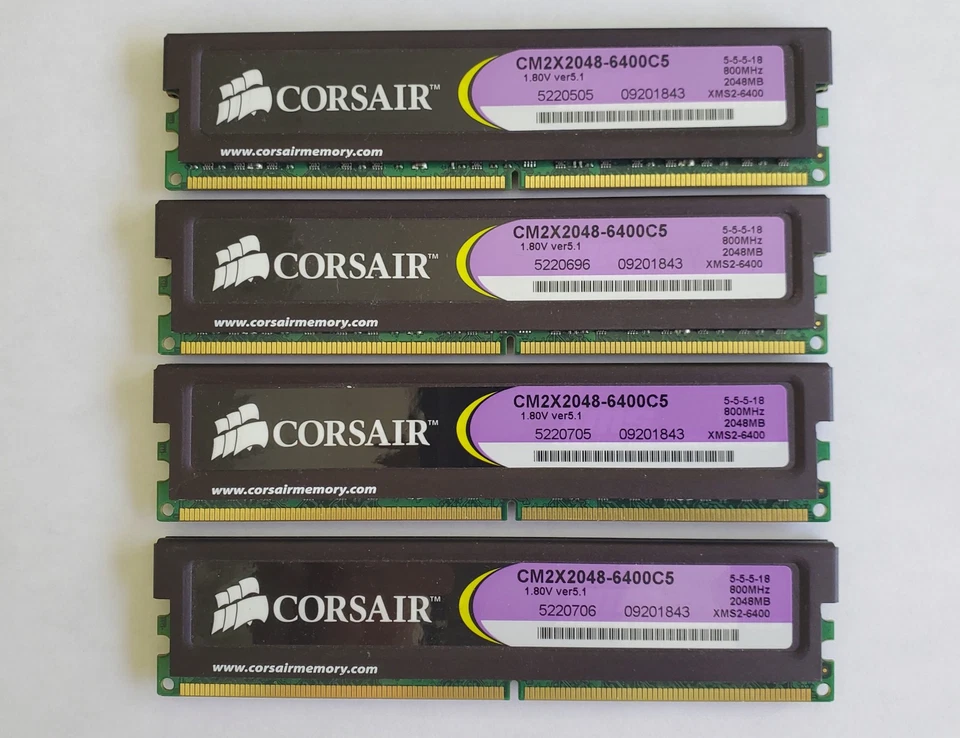 CORSAIR™
www.corsairmemory.com
CM2X2048-6400C5
1.80V ver5.1
5220505 09201843
5-5-5-18
800MHz
2048MB
XMS2-6400
CORSAIR™
www.corsairmemory.com
CM2X2048-6400C5
1.80V ver5.1
5220696 09201843
5-5-5-18
800MHz
2048MB
XMS2-6400
CORSAIR™
www.corsairmemory.com
CM2X2048-6400C5
1.80V ver5.1
5220705 09201843
5-5-5-18
800MHz
2048MB
XMS2-6400
CORSAIR™
www.corsairmemory.com
CM2X2048-6400C5
1.80V ver5.1
5220706 09201843
5-5-5-18
800MHz
2048MB
XMS2-6400